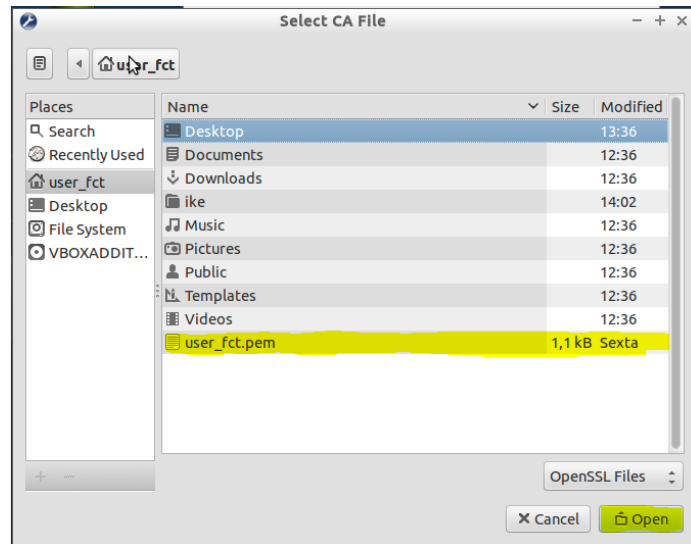 Select CA File
user_fct
Places
Name Size Modified
Search
Recently Used
user_fct
Desktop
File System
VBOXADDIT...
Desktop 13:36
Documents 12:36
Downloads 12:36
ike 14:02
Music 12:36
Pictures 12:36
Public 12:36
Templates 12:36
Videos 12:36
user_fct.pem 1,1 kB Sexta
OpenSSL Files
Cancel
Open